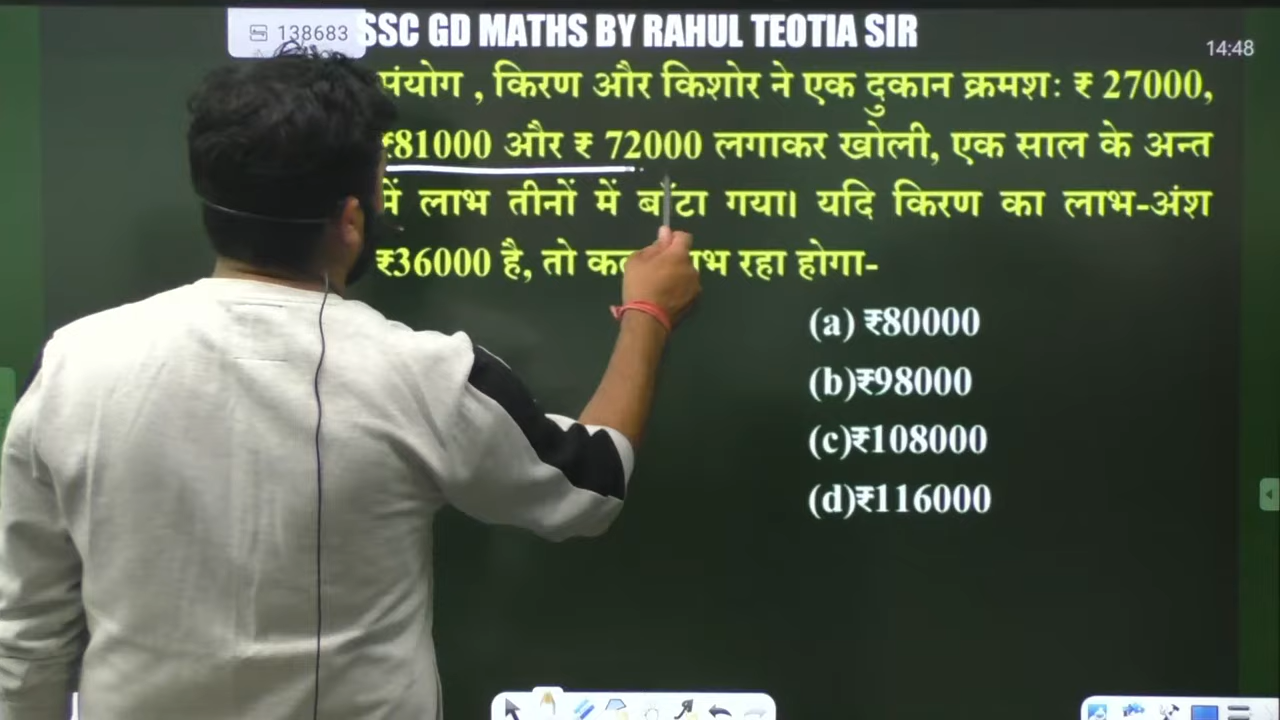 138683
SSC GD MATHS BY RAHUL TEOTIA SIR
14:48
संयोग , किरण और किशोर ने एक दुकान क्रमशः ₹ 27000,
₹81000 और ₹ 72000 लगाकर खोली, एक साल के अन्त
में लाभ तीनों में बाँटा गया। यदि किरण का लाभ-अंश
₹36000 है, तो रहा होगा-
(a) ₹80000
(b)₹98000
(c)₹108000
(d)₹116000